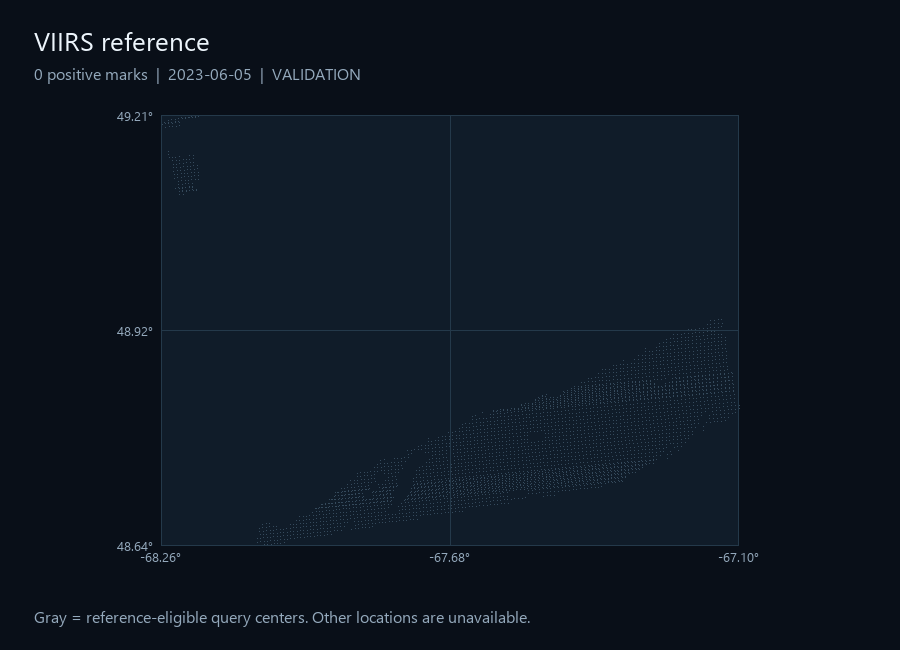 VIIRS reference
0 positive marks | 2023-06-05 | VALIDATION
49.21°
48.92°
48.64°
-68.26°
-67.68°
-67.10°
Gray = reference-eligible query centers. Other locations are unavailable.